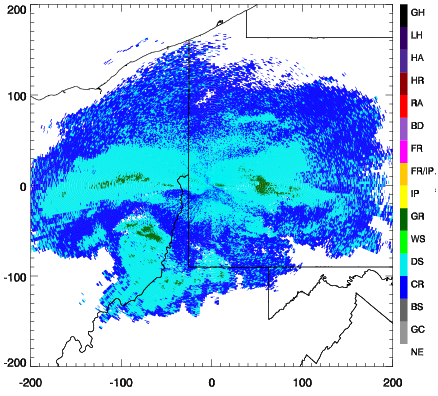 200
100
0
-100
-200
-200
-100
0
100
200
GH
LH
HA
HR
RA
BD
FR
FR/IP
IP
GR
WS
DS
CR
BS
GC
NE